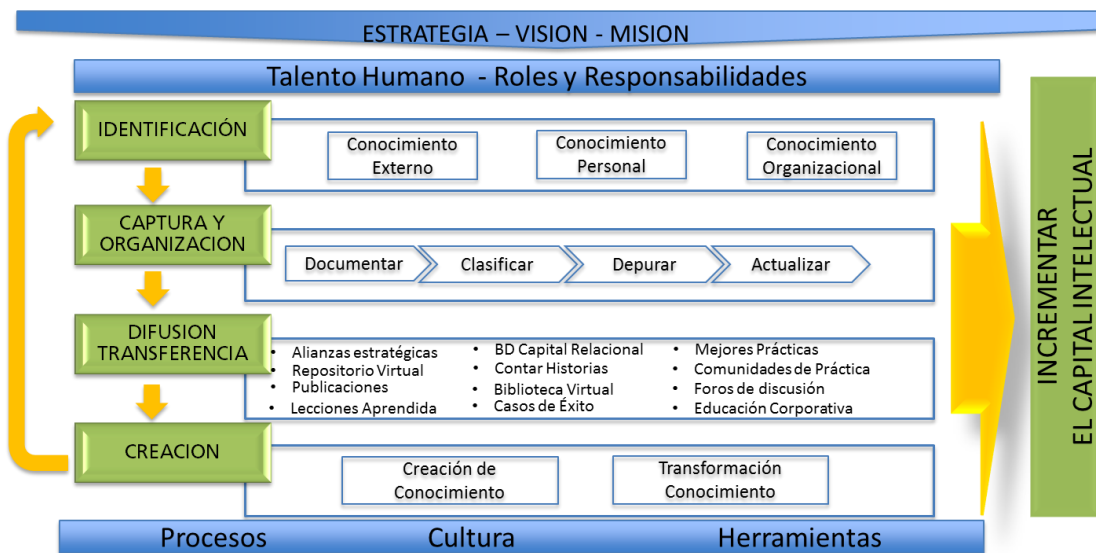 ESTRATEGIA – VISION - MISION
Talento Humano - Roles y Responsabilidades
IDENTIFICACIÓN
Conocimiento
Externo
Conocimiento
Personal
Conocimiento
Organizacional
CAPTURA Y
ORGANIZACION
Documentar
Clasificar
Depurar
Actualizar
DIFUSION
TRANSFERENCIA
• Alianzas estratégicas
• Repositorio Virtual
• Publicaciones
• Lecciones Aprendida
• BD Capital Relacional
• Contar Historias
• Biblioteca Virtual
• Casos de Éxito
• Mejores Prácticas
• Comunidades de Práctica
• Foros de discusión
• Educación Corporativa
CREACION
Creación de
Conocimiento
Transformación
Conocimiento
Procesos
Cultura
Herramientas
INCREMENTAR
EL CAPITAL INTELECTUAL